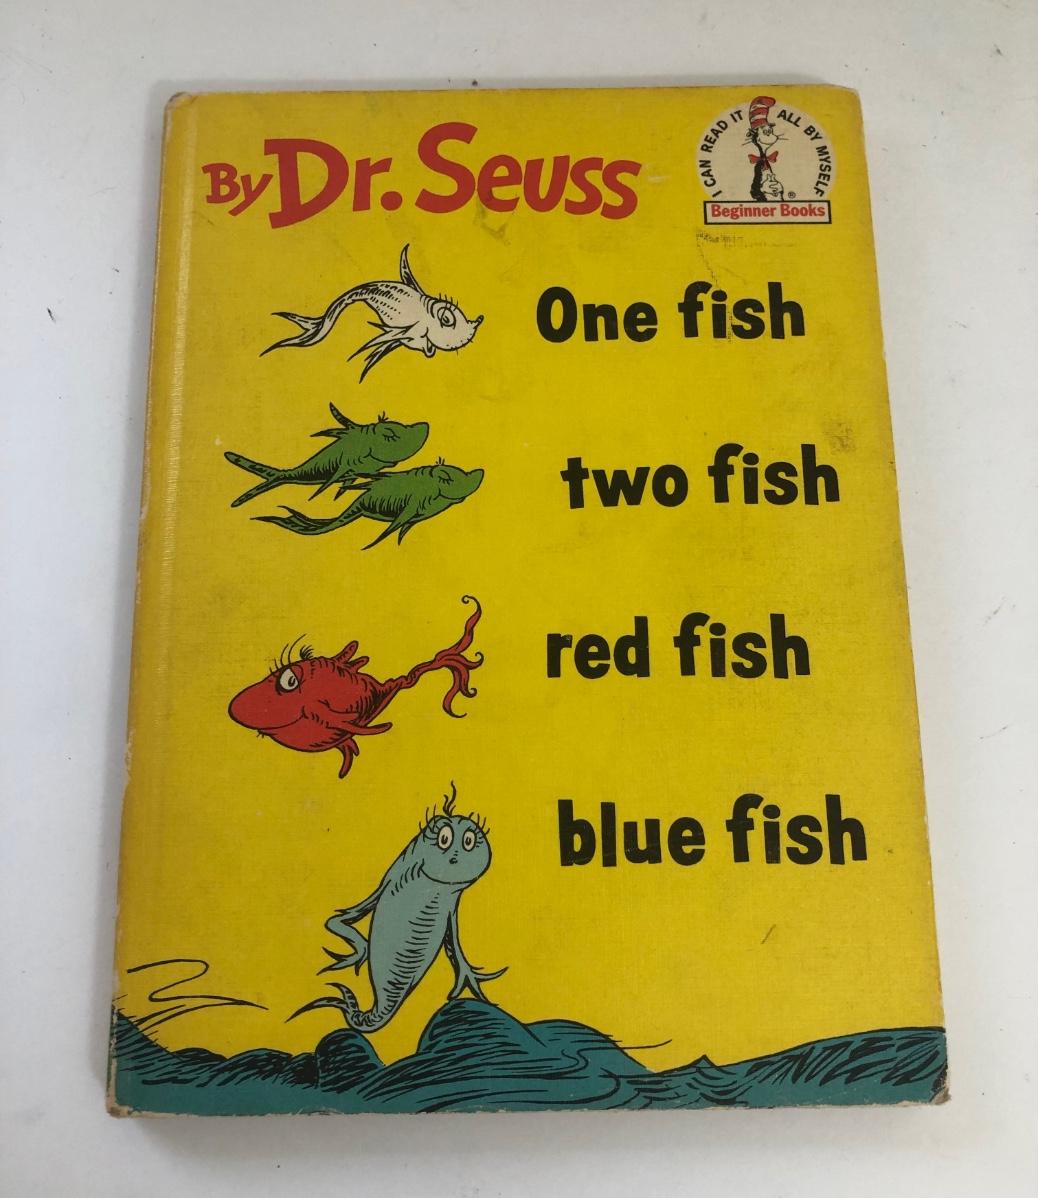 By Dr. Seuss
I CAN READ IT ALL BY MYSELF
®
Beginner Books
One fish
two fish
red fish
blue fish